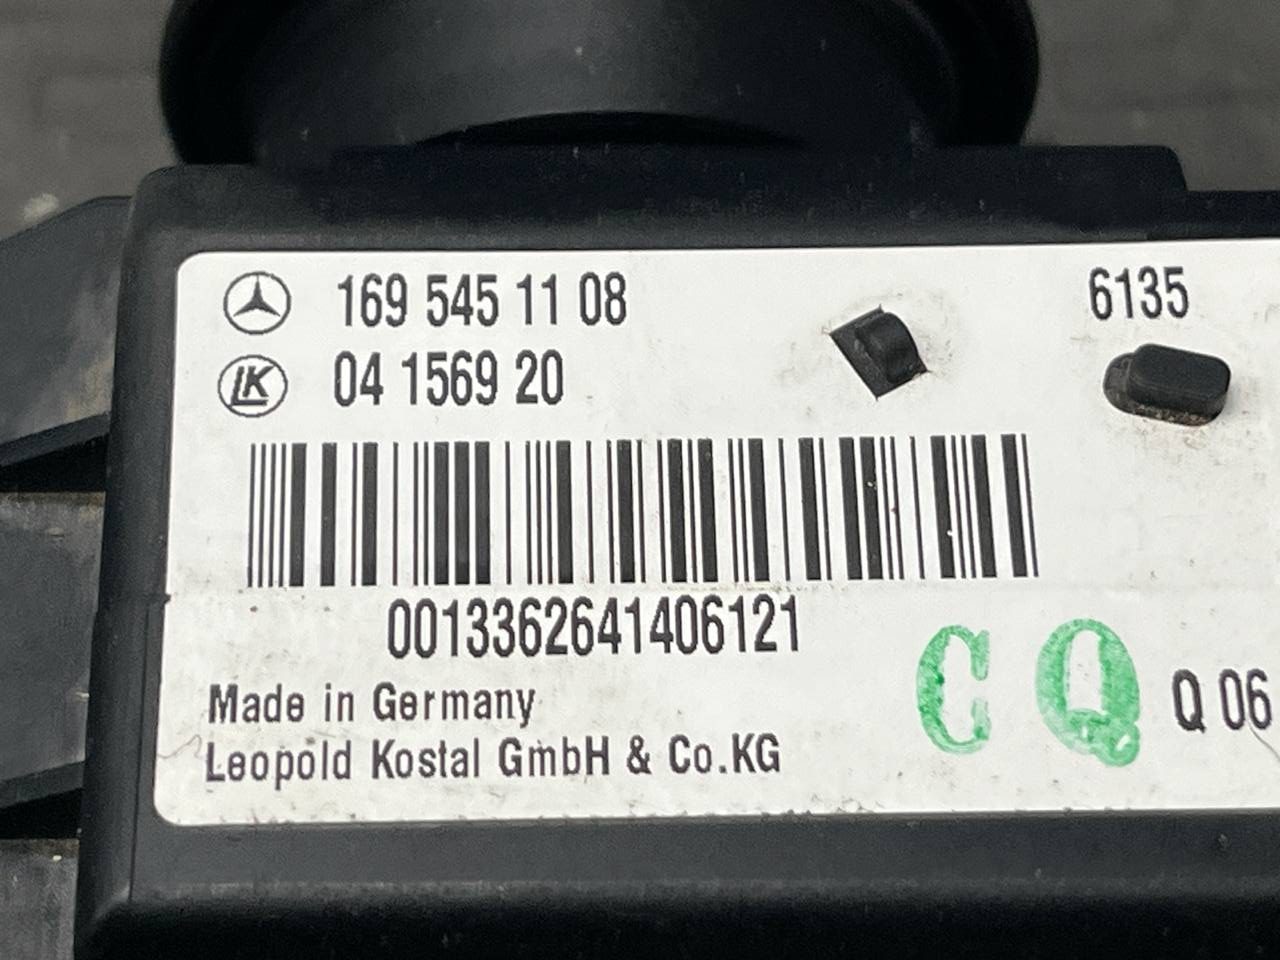 169 545 11 08
6135
LK
04 1569 20
0013362641406121
CQ
Q 06
Made in Germany
Leopold Kostal GmbH & Co.KG